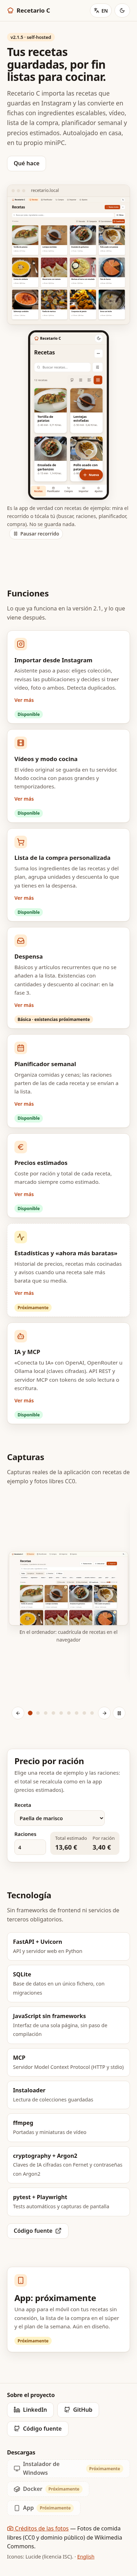 Recetario C
EN
v2.1.5 · self-hosted
Tus recetas
guardadas, por fin
listas para cocinar.
Recetario C importa las recetas que
guardas en Instagram y las convierte en
fichas con ingredientes escalables, vídeo,
lista de la compra, planificador semanal y
precios estimados. Autoalojado en casa,
en tu propio miniPC.
Qué hace
recetario.local
Recetas
Recetario C
Recetas
Buscar recetas...
Tortilla de
patatas
Lentejas
estofadas
Ensalada de
garbanzos
Pollo asado con
Nueva
Es la app de verdad con recetas de ejemplo: mira el
recorrido o tócala tú (buscar, raciones, planificador,
compra). No se guarda nada.
Pausar recorrido
Funciones
Lo que ya funciona en la versión 2.1, y lo que
viene después.
Importar desde Instagram
Asistente paso a paso: eliges colección,
revisas las publicaciones y decides si traer
vídeo, foto o ambos. Detecta duplicados.
Ver más
Disponible
Vídeos y modo cocina
El vídeo original se guarda en tu servidor.
Modo cocina con pasos grandes y
temporizadores.
Ver más
Disponible
Lista de la compra personalizada
Suma los ingredientes de las recetas y del
plan, agrupa unidades y descuenta lo que
ya tienes en la despensa.
Ver más
Disponible
Despensa
Básicos y artículos recurrentes que no se
añaden a la lista. Existencias con
cantidades y descuento al cocinar: en la
fase 3.
Ver más
Básica · existencias próximamente
Planificador semanal
Organiza comidas y cenas; las raciones
parten de las de cada receta y se envían a
la lista.
Ver más
Disponible
Precios estimados
Coste por ración y total de cada receta,
marcado siempre como estimado.
Ver más
Disponible
Estadísticas y «ahora más baratas»
Historial de precios, recetas más cocinadas
y avisos cuando una receta sale más
barata que su media.
Ver más
Próximamente
IA y MCP
«Conecta tu IA» con OpenAI, OpenRouter u
Ollama local (claves cifradas). API REST y
servidor MCP con tokens de solo lectura o
escritura.
Ver más
Disponible
Capturas
Capturas reales de la aplicación con recetas de
ejemplo y fotos libres CC0.
Recetas
En el ordenador: cuadrícula de recetas en el
navegador
Precio por ración
Elige una receta de ejemplo y las raciones:
el total se recalcula como en la app
(precios estimados).
Receta
Paella de marisco
Raciones
4
Total estimado
13,60 €
Por ración
3,40 €
Tecnología
Sin frameworks de frontend ni servicios de
terceros obligatorios.
FastAPI + Uvicorn
API y servidor web en Python
SQLite
Base de datos en un único fichero, con
migraciones
JavaScript sin frameworks
Interfaz de una sola página, sin paso de
compilación
MCP
Servidor Model Context Protocol (HTTP y stdio)
Instaloader
Lectura de colecciones guardadas
ffmpeg
Portadas y miniaturas de vídeo
cryptography + Argon2
Claves de IA cifradas con Fernet y contraseñas
con Argon2
pytest + Playwright
Tests automáticos y capturas de pantalla
Código fuente
App: próximamente
Una app para el móvil con tus recetas sin
conexión, la lista de la compra en el súper
y el plan de la semana. Aún en diseño.
Próximamente
Sobre el proyecto
LinkedIn
GitHub
Código fuente
Descargas
Instalador de
Windows
Próximamente
Docker
Próximamente
App
Próximamente
Créditos de las fotos — Fotos de comida
libres (CC0 y dominio público) de Wikimedia
Commons.
Iconos: Lucide (licencia ISC). · English